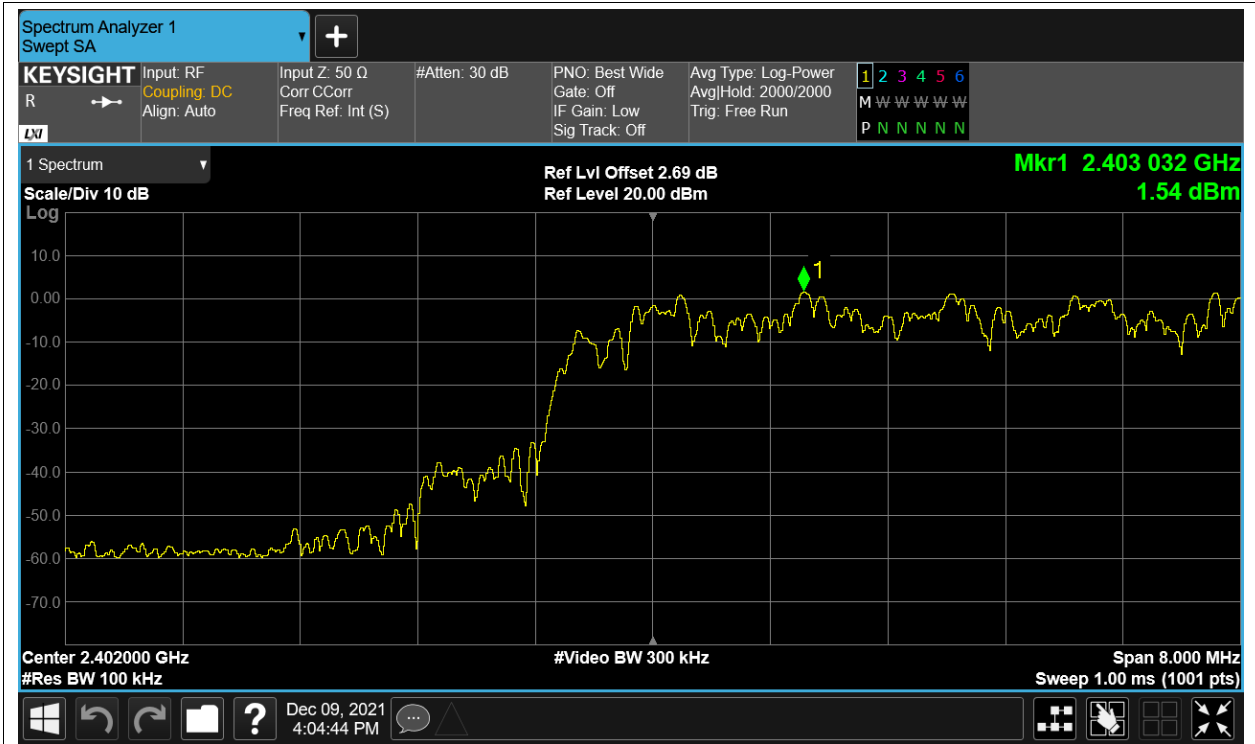 Spectrum Analyzer 1
Swept SA
KEYSIGHT
R
LXI
Input: RF
Coupling: DC
Align: Auto
Input Z: 50 Ω
Corr CCorr
Freq Ref: Int (S)
#Atten: 30 dB
PNO: Best Wide
Gate: Off
IF Gain: Low
Sig Track: Off
Avg Type: Log-Power
Avg|Hold: 2000/2000
Trig: Free Run
1 2 3 4 5 6
M W W W W W
P N N N N N
1 Spectrum
Scale/Div 10 dB
Log
Ref Lvl Offset 2.69 dB
Ref Level 20.00 dBm
Mkr1 2.403 032 GHz
1.54 dBm
10.0
0.00
-10.0
-20.0
-30.0
-40.0
-50.0
-60.0
-70.0
1
Center 2.402000 GHz
#Res BW 100 kHz
#Video BW 300 kHz
Span 8.000 MHz
Sweep 1.00 ms (1001 pts)
?
Dec 09, 2021
4:04:44 PM